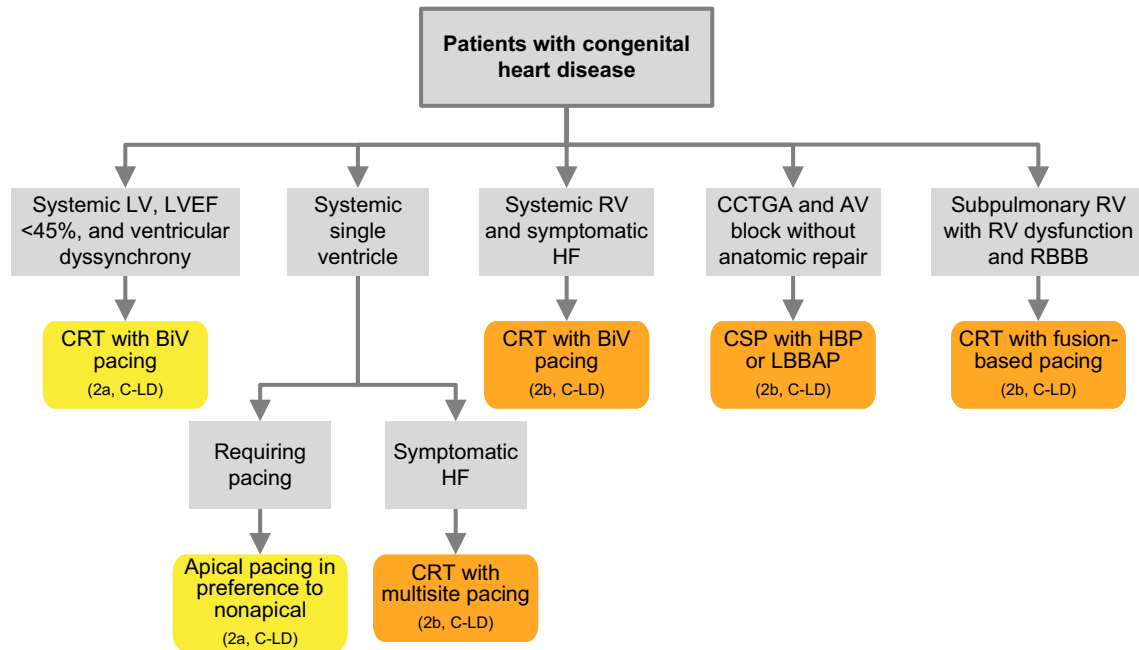 Patients with congenital
heart disease
Systemic LV, LVEF
<45%, and ventricular
dyssynchrony
CRT with BiV
pacing
(2a, C-LD)
Systemic
single
ventricle
Requiring
pacing
Apical pacing in
preference to
nonapical
(2a, C-LD)
Symptomatic
HF
CRT with
multisite pacing
(2b, C-LD)
Systemic RV
and symptomatic
HF
CRT with BiV
pacing
(2b, C-LD)
CCTGA and AV
block without
anatomic repair
CSP with HBP
or LBBAP
(2b, C-LD)
Subpulmonary RV
with RV dysfunction
and RBBB
CRT with fusion-
based pacing
(2b, C-LD)